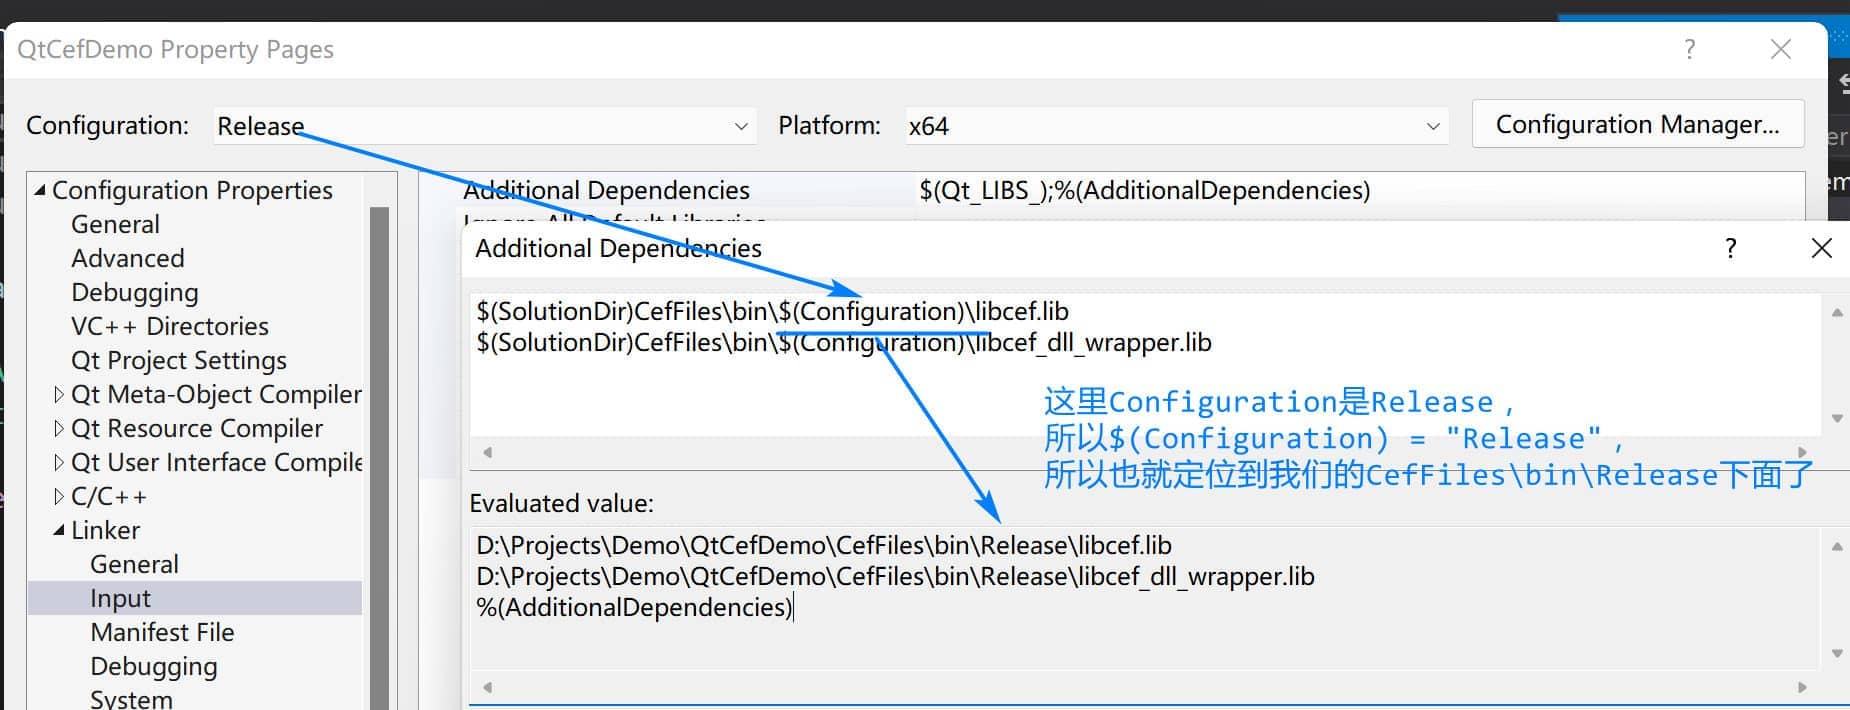 QtCefDemo Property Pages
?
Configuration: Release Platform: x64 Configuration Manager...
Configuration Properties
General
Advanced
Debugging
VC++ Directories
Qt Project Settings
Qt Meta-Object Compiler
Qt Resource Compiler
Qt User Interface Compile
C/C++
Linker
General
Input
Manifest File
Debugging
System
Additional Dependencies $(Qt_LIBS_);%(AdditionalDependencies)
Ignore All Default Libraries
Additional Dependencies
?
$(SolutionDir)CefFiles\bin\$(Configuration)\libcef.lib
$(SolutionDir)CefFiles\bin\$(Configuration)\libcef_dll_wrapper.lib
这里Configuration是Release，
所以$(Configuration) = "Release"，
所以也就定位到我们的CefFiles\bin\Release下面了
Evaluated value:
D:\Projects\Demo\QtCefDemo\CefFiles\bin\Release\libcef.lib
D:\Projects\Demo\QtCefDemo\CefFiles\bin\Release\libcef_dll_wrapper.lib
%(AdditionalDependencies)